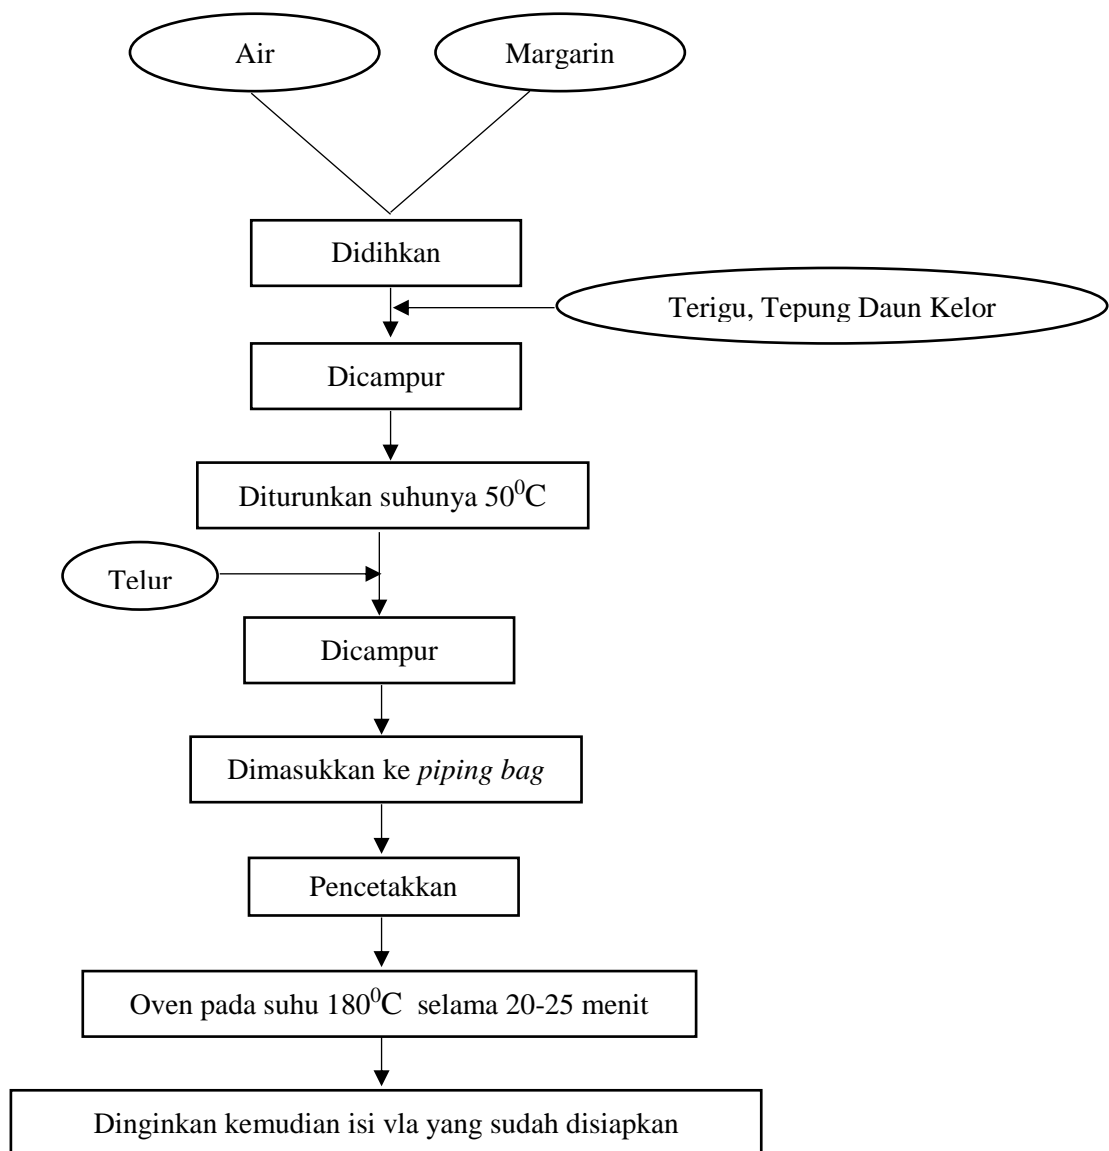 Air
Margarin
Didihkan
Terigu, Tepung Daun Kelor
Dicampur
Diturunkan suhunya 50⁰C
Telur
Dicampur
Dimasukkan ke piping bag
Pencetakkan
Oven pada suhu 180⁰C selama 20-25 menit
Dinginkan kemudian isi vla yang sudah disiapkan